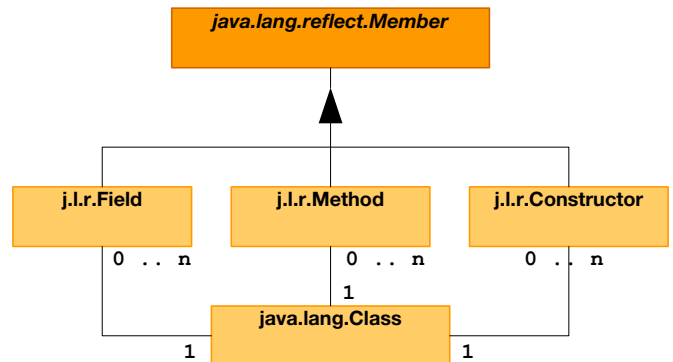 java.lang.reflect.Member
j.l.r.Field
j.l.r.Method
j.l.r.Constructor
0 .. n
0 .. n
0 .. n
1
java.lang.Class
1
1